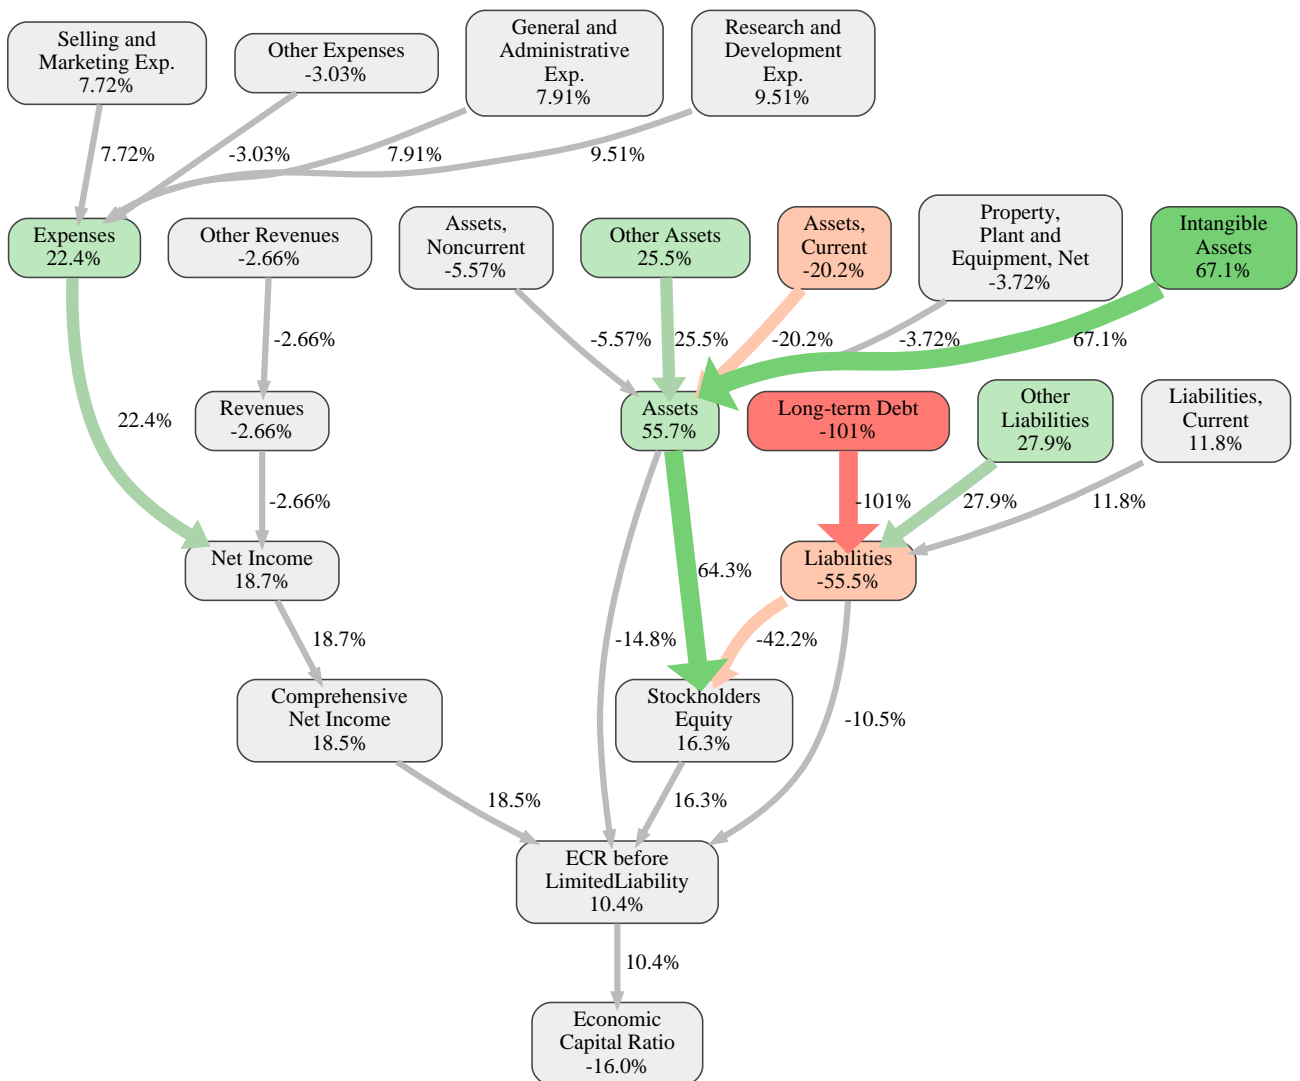 Selling and
Marketing Exp.
7.72%
Other Expenses
-3.03%
General and
Administrative
Exp.
7.91%
Research and
Development
Exp.
9.51%
7.72%
-3.03%
7.91%
9.51%
Expenses
22.4%
Other Revenues
-2.66%
Assets,
Noncurrent
-5.57%
Other Assets
25.5%
Assets,
Current
-20.2%
Property,
Plant and
Equipment, Net
-3.72%
Intangible
Assets
67.1%
-2.66%
-5.57%
25.5%
-20.2%
-3.72%
67.1%
22.4%
Revenues
-2.66%
Assets
55.7%
Long-term Debt
-101%
Other
Liabilities
27.9%
Liabilities,
Current
11.8%
-2.66%
-101%
27.9%
11.8%
Net Income
18.7%
64.3%
Liabilities
-55.5%
18.7%
-14.8%
-42.2%
Comprehensive
Net Income
18.5%
Stockholders
Equity
16.3%
-10.5%
18.5%
16.3%
ECR before
LimitedLiability
10.4%
10.4%
Economic
Capital Ratio
-16.0%